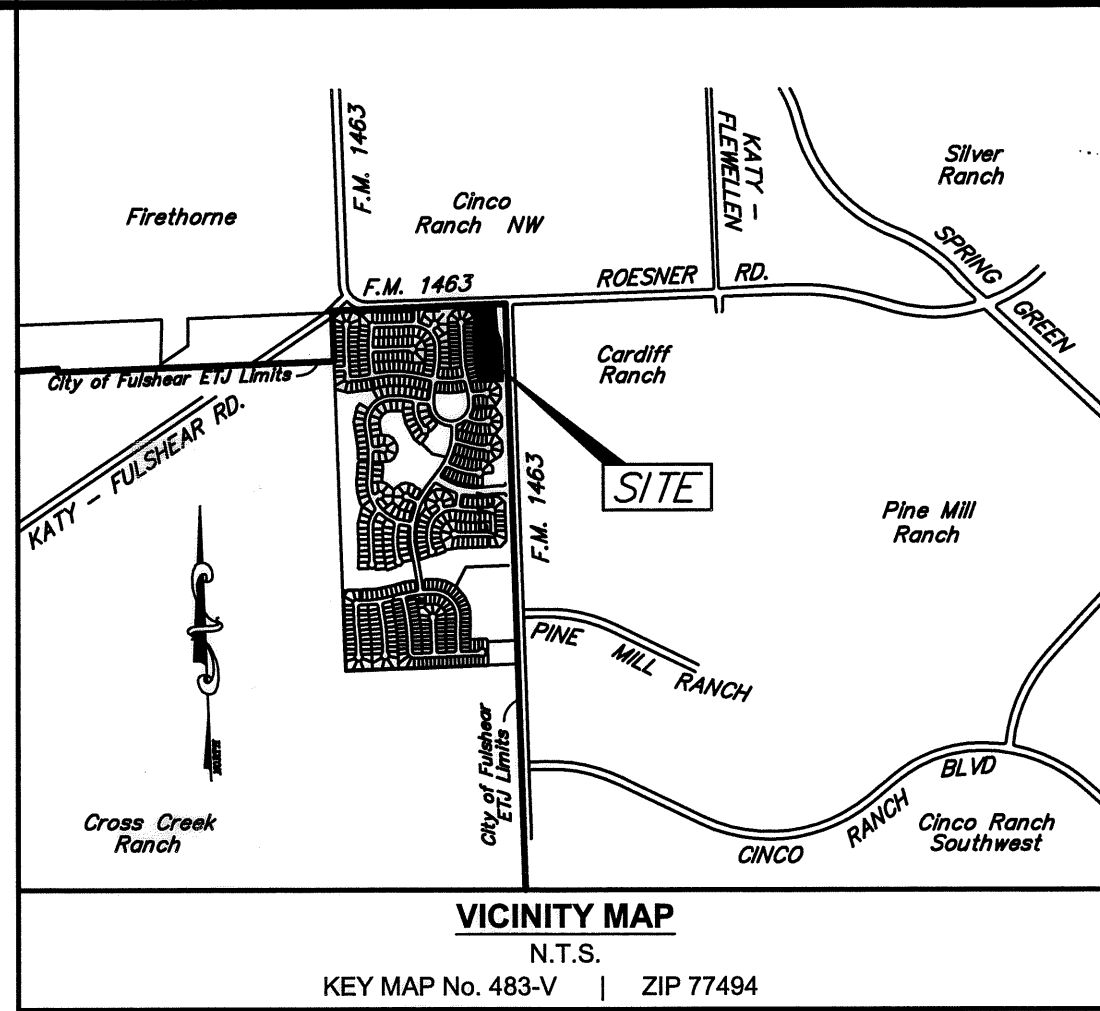 F.M. 1463
KATY -
FLEWELLEN
Silver
Ranch
Firethorne
Cinco
Ranch NW
SPRING
GREEN
F.M. 1463
ROESNER RD.
Cardiff
Ranch
City of Fulshear ETJ Limits
KATY - FULSHEAR RD.
SITE
F.M. 1463
Pine Mill
Ranch
NORTH
PINE MILL RANCH
City of Fulshear
ETJ Limits
Cross Creek
Ranch
CINCO RANCH BLVD
Cinco Ranch
Southwest
VICINITY MAP
N.T.S.
KEY MAP No. 483-V | ZIP 77494